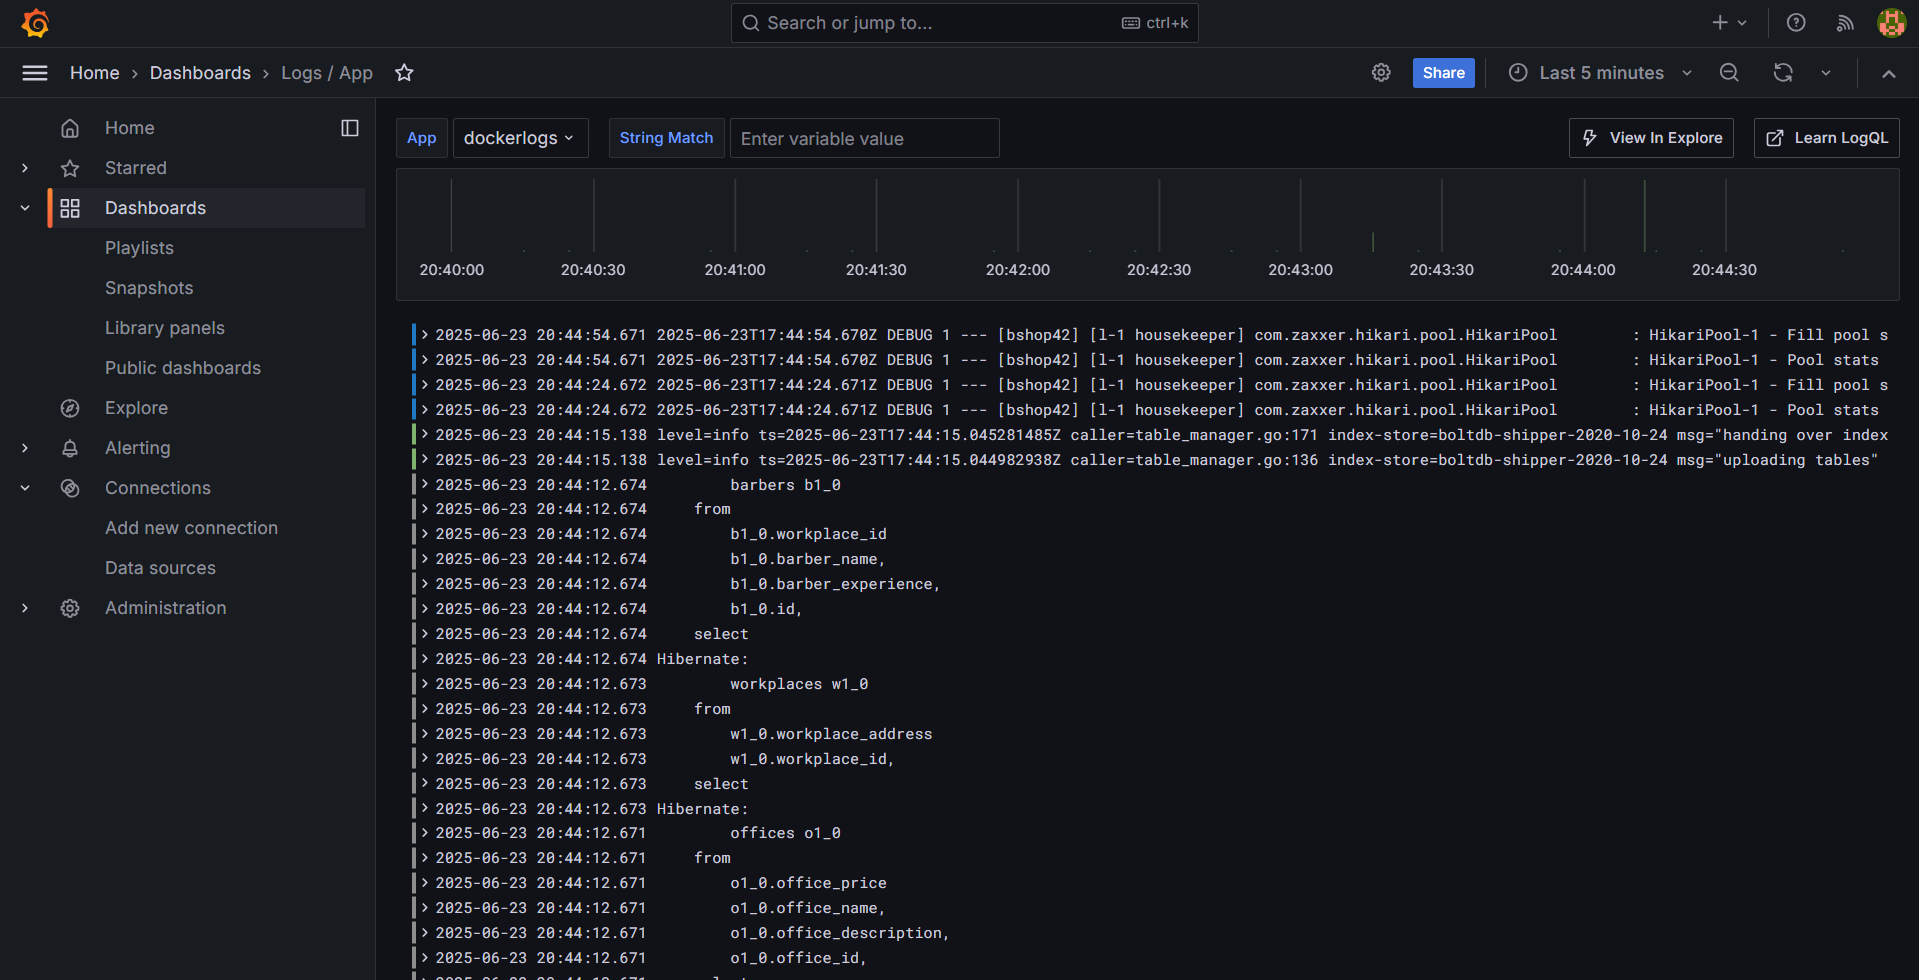 Search or jump to... ctrl+k
Home › Dashboards › Logs / App Share Last 5 minutes
Home
Starred
Dashboards
Playlists
Snapshots
Library panels
Public dashboards
Explore
Alerting
Connections
Add new connection
Data sources
Administration
App dockerlogs String Match Enter variable value View In Explore Learn LogQL
20:40:00 20:40:30 20:41:00 20:41:30 20:42:00 20:42:30 20:43:00 20:43:30 20:44:00 20:44:30
2025-06-23 20:44:54.671 2025-06-23T17:44:54.670Z DEBUG 1 --- [bshop42] [l-1 housekeeper] com.zaxxer.hikari.pool.HikariPool : HikariPool-1 - Fill pool s
2025-06-23 20:44:54.671 2025-06-23T17:44:54.670Z DEBUG 1 --- [bshop42] [l-1 housekeeper] com.zaxxer.hikari.pool.HikariPool : HikariPool-1 - Pool stats
2025-06-23 20:44:24.672 2025-06-23T17:44:24.671Z DEBUG 1 --- [bshop42] [l-1 housekeeper] com.zaxxer.hikari.pool.HikariPool : HikariPool-1 - Fill pool s
2025-06-23 20:44:24.672 2025-06-23T17:44:24.671Z DEBUG 1 --- [bshop42] [l-1 housekeeper] com.zaxxer.hikari.pool.HikariPool : HikariPool-1 - Pool stats
2025-06-23 20:44:15.138 level=info ts=2025-06-23T17:44:15.045281485Z caller=table_manager.go:171 index-store=boltdb-shipper-2020-10-24 msg="handing over index
2025-06-23 20:44:15.138 level=info ts=2025-06-23T17:44:15.044982938Z caller=table_manager.go:136 index-store=boltdb-shipper-2020-10-24 msg="uploading tables"
2025-06-23 20:44:12.674 barbers b1_0
2025-06-23 20:44:12.674 from
2025-06-23 20:44:12.674 b1_0.workplace_id
2025-06-23 20:44:12.674 b1_0.barber_name,
2025-06-23 20:44:12.674 b1_0.barber_experience,
2025-06-23 20:44:12.674 b1_0.id,
2025-06-23 20:44:12.674 select
2025-06-23 20:44:12.674 Hibernate:
2025-06-23 20:44:12.673 workplaces w1_0
2025-06-23 20:44:12.673 from
2025-06-23 20:44:12.673 w1_0.workplace_address
2025-06-23 20:44:12.673 w1_0.workplace_id,
2025-06-23 20:44:12.673 select
2025-06-23 20:44:12.673 Hibernate:
2025-06-23 20:44:12.671 offices o1_0
2025-06-23 20:44:12.671 from
2025-06-23 20:44:12.671 o1_0.office_price
2025-06-23 20:44:12.671 o1_0.office_name,
2025-06-23 20:44:12.671 o1_0.office_description,
2025-06-23 20:44:12.671 o1_0.office_id,